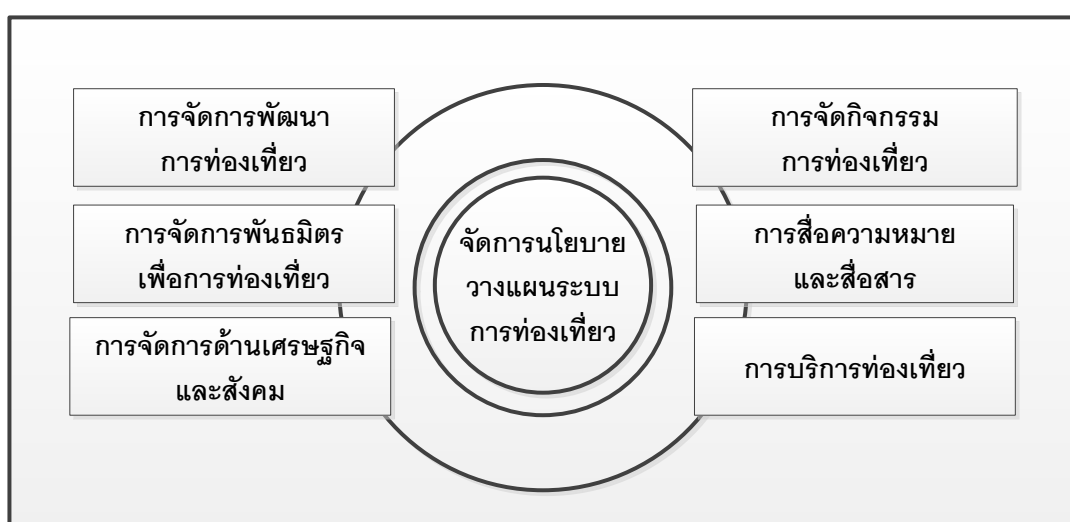 การจัดการพัฒนา
การท่องเที่ยว
การจัดการพันธมิตร
เพื่อการท่องเที่ยว
การจัดการด้านเศรษฐกิจ
และสังคม
จัดการนโยบาย
วางแผนระบบ
การท่องเที่ยว
การจัดกิจกรรม
การท่องเที่ยว
การสื่อความหมาย
และสื่อสาร
การบริการท่องเที่ยว